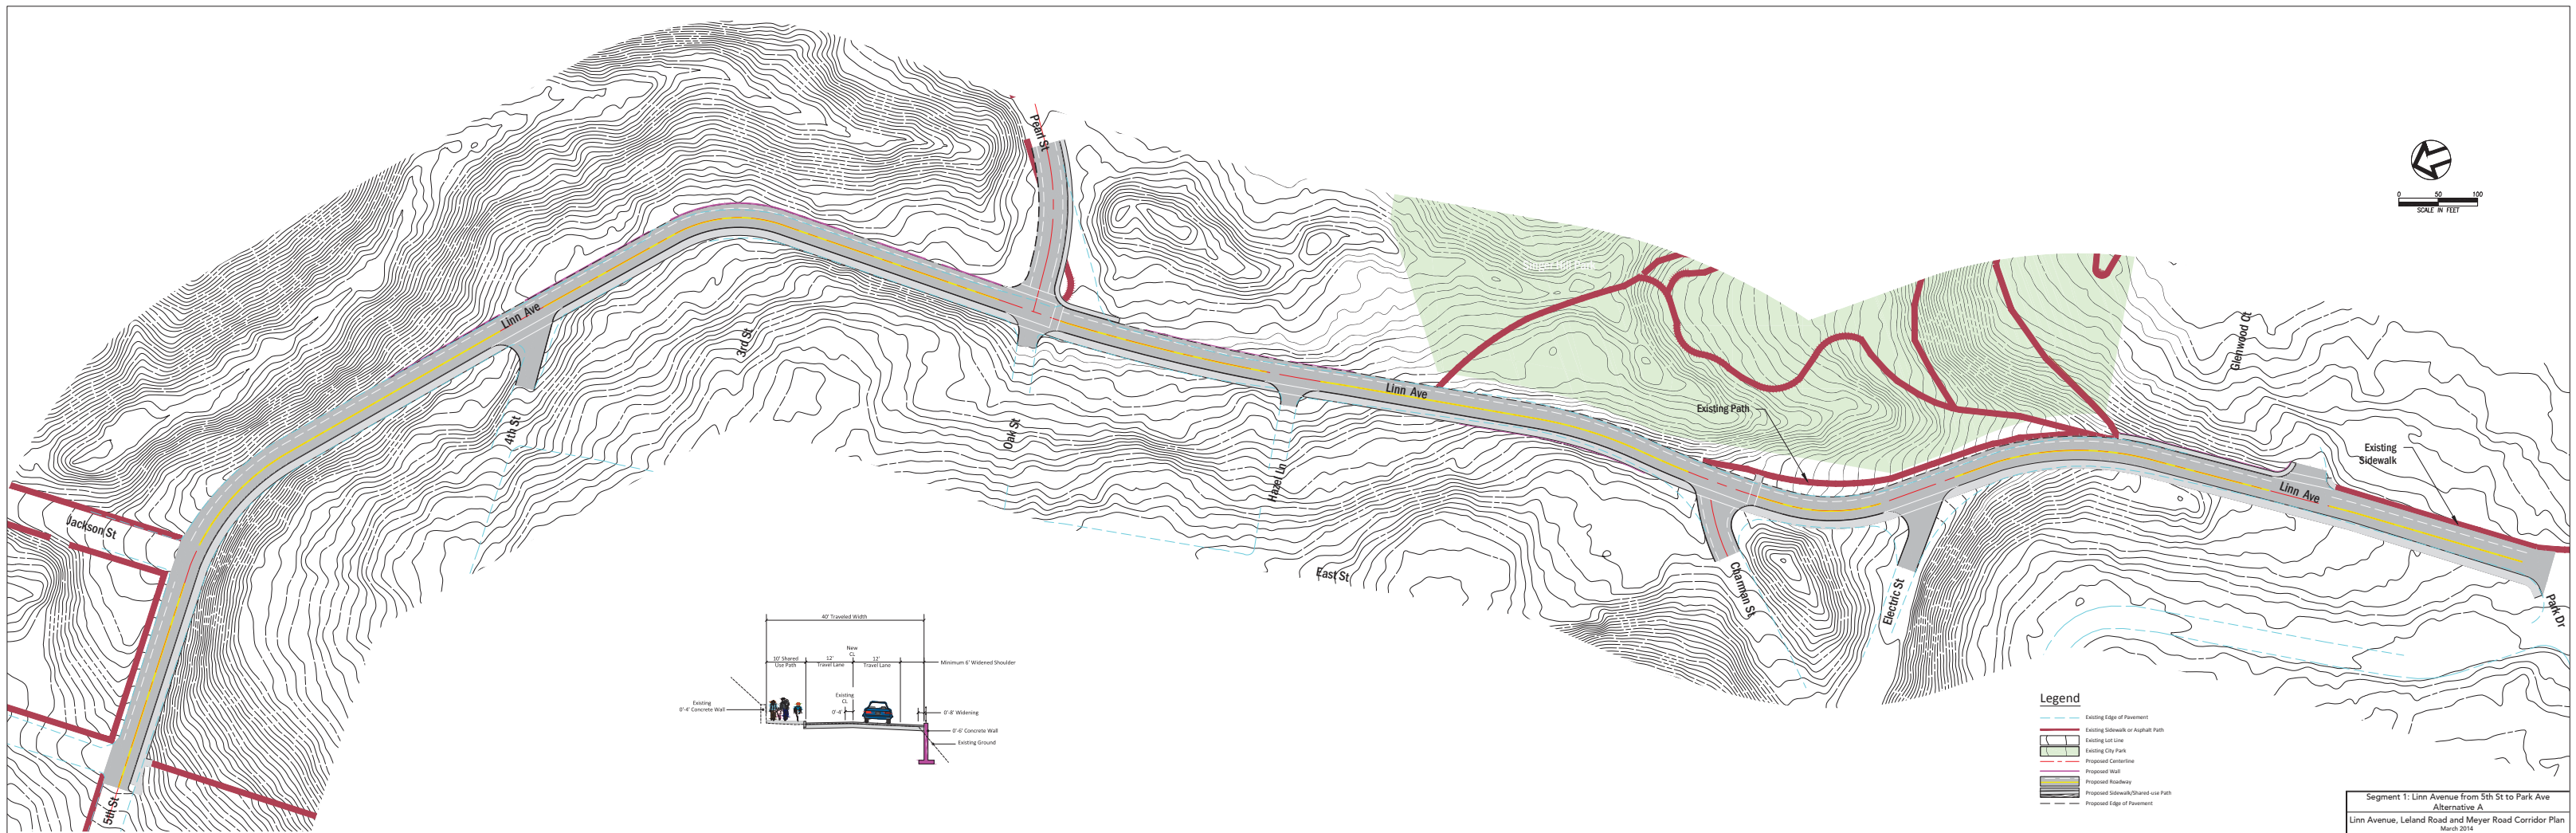 Pearl St
0 50 100
SCALE IN FEET
Singer Hill Park
Linn Ave
3rd St
Glenwood Ct
Linn Ave
Existing Path
4th St
Oak St
Hazel Ln
Existing
Sidewalk
Linn Ave
Jackson St
East St
Chaman St
Electric St
Park Dr
5th St
40' Traveled Width
New
CL
10' Shared
Use Path
12'
Travel Lane
12'
Travel Lane
Minimum 6' Widened Shoulder
Existing
0'-4' Concrete Wall
Existing
CL
0'-4'
0'-8' Widening
0'-6' Concrete Wall
Existing Ground
Legend
Existing Edge of Pavement
Existing Sidewalk or Asphalt Path
Existing Lot Line
Existing City Park
Proposed Centerline
Proposed Wall
Proposed Roadway
Proposed Sidewalk/Shared-use Path
Proposed Edge of Pavement
Segment 1: Linn Avenue from 5th St to Park Ave
Alternative A
Linn Avenue, Leland Road and Meyer Road Corridor Plan
March 2014